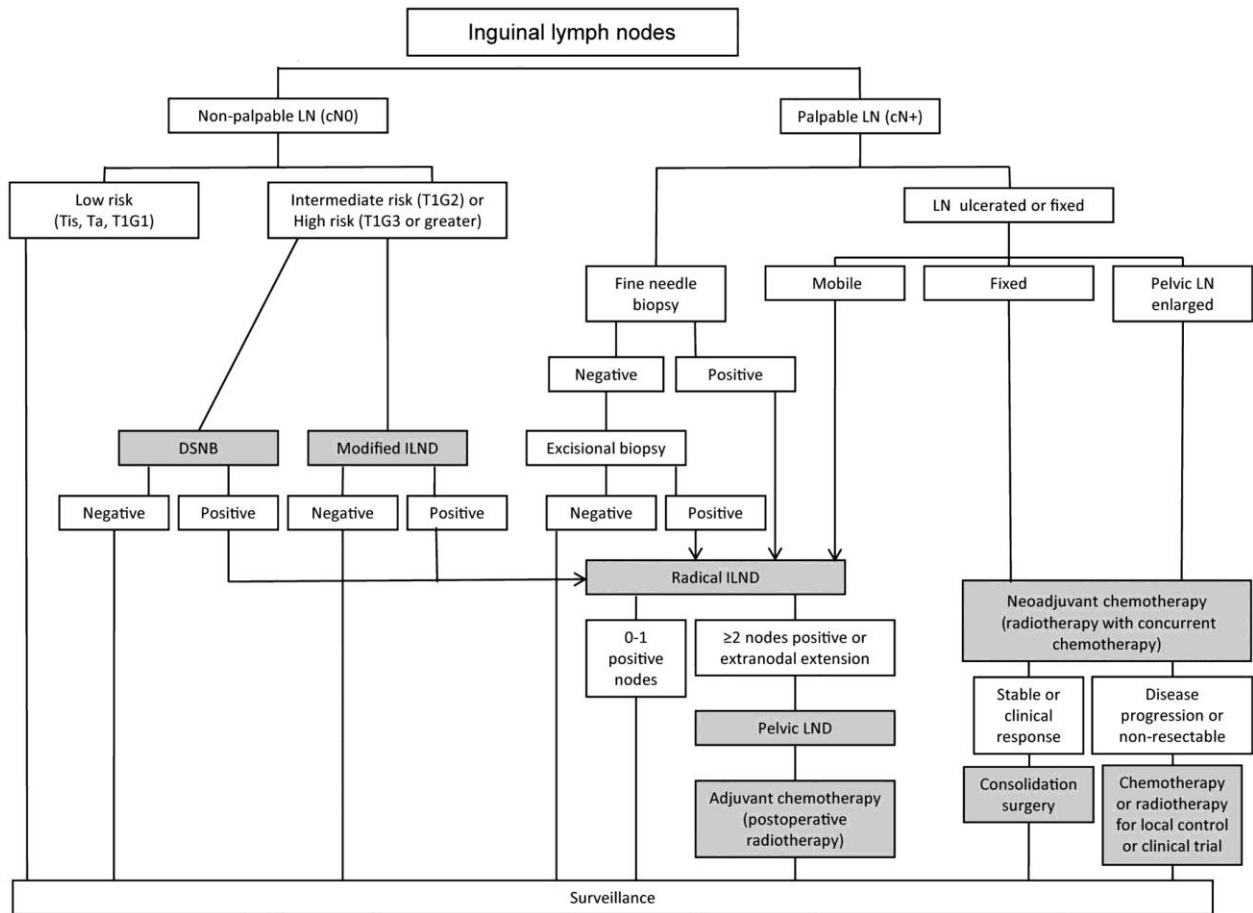 Inguinal lymph nodes
Non-palpable LN (cN0)
Palpable LN (cN+)
Low risk
(Tis, Ta, T1G1)
Intermediate risk (T1G2) or
High risk (T1G3 or greater)
LN ulcerated or fixed
Fine needle
biopsy
Mobile
Fixed
Pelvic LN
enlarged
Negative
Positive
DSNB
Modified ILND
Excisional biopsy
Negative
Positive
Negative
Positive
Negative
Positive
Radical ILND
Neoadjuvant chemotherapy
(radiotherapy with concurrent
chemotherapy)
0-1
positive
nodes
≥2 nodes positive or
extranodal extension
Stable or
clinical
response
Disease
progression or
non-resectable
Pelvic LND
Consolidation
surgery
Chemotherapy
or radiotherapy
for local control
or clinical trial
Adjuvant chemotherapy
(postoperative
radiotherapy)
Surveillance